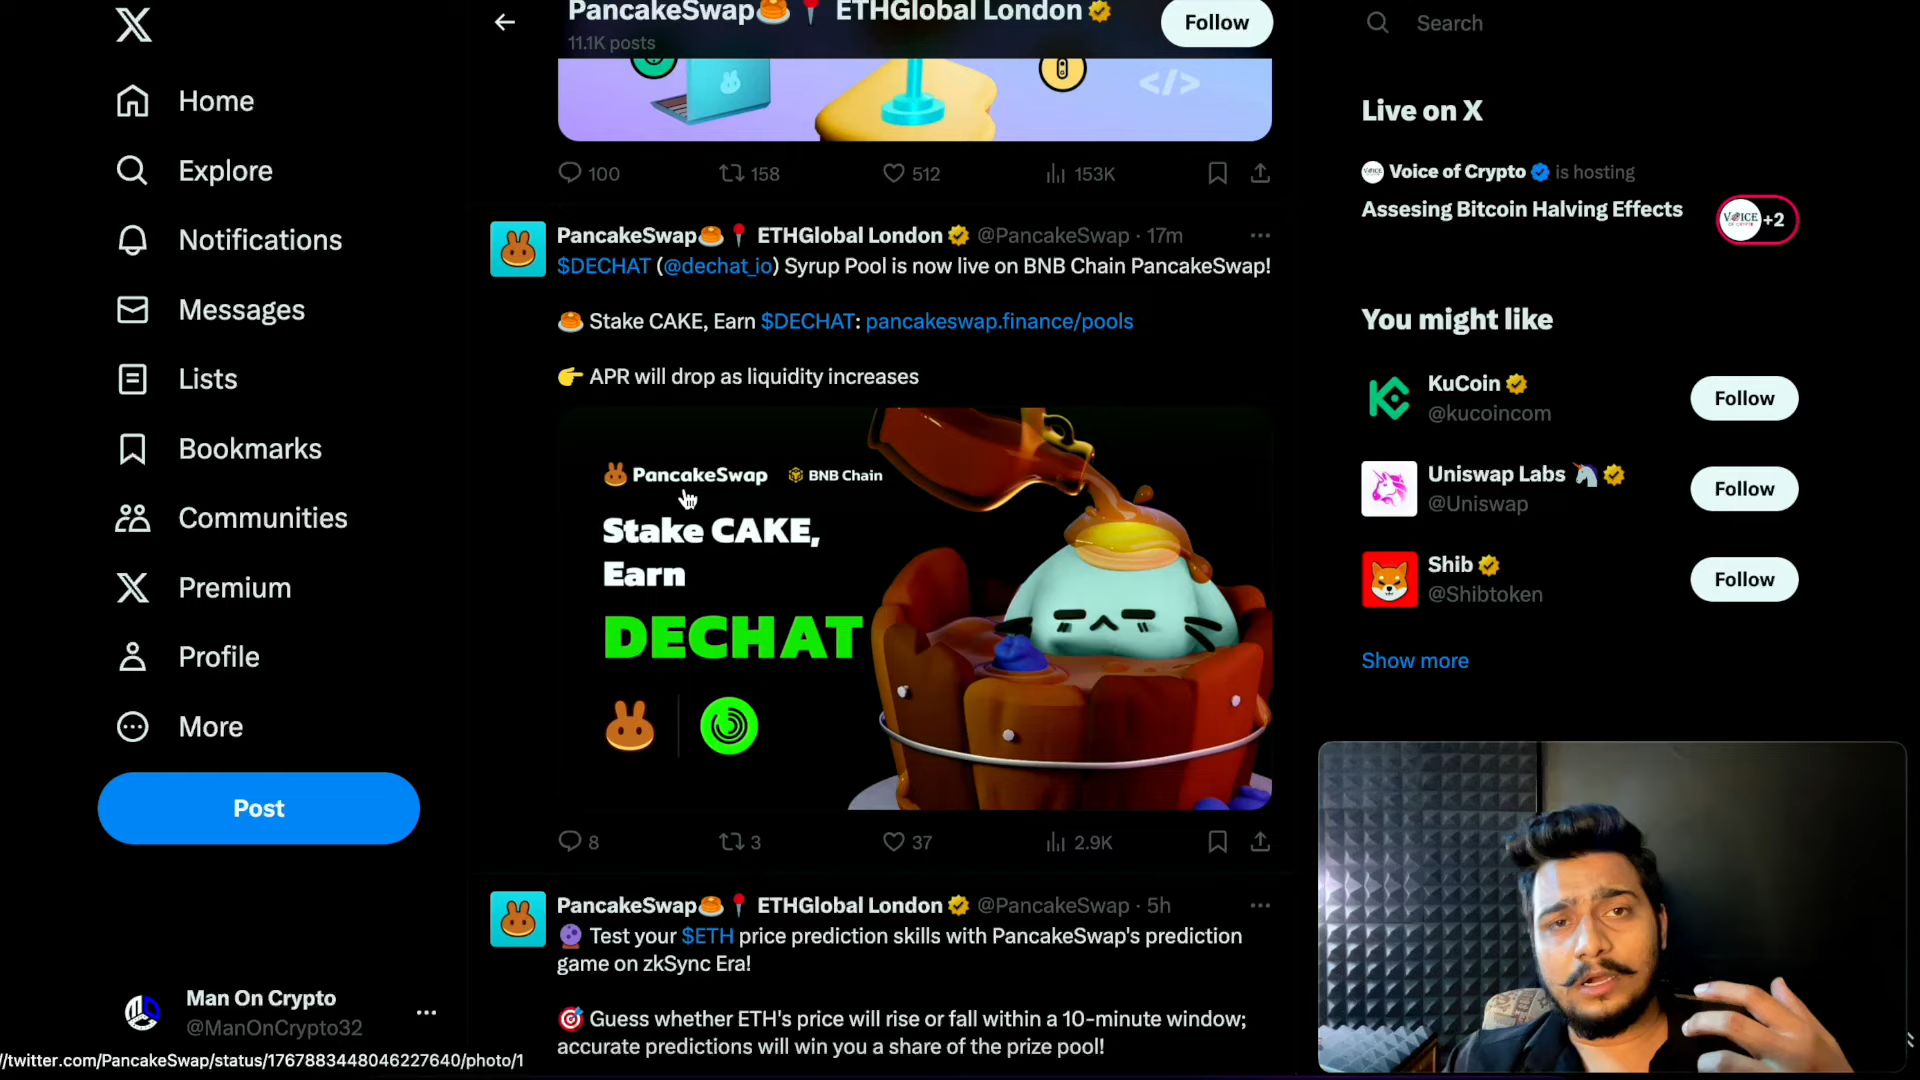 Home
Explore
Notifications
Messages
Lists
Bookmarks
Communities
Premium
Profile
More
Post
Man On Crypto
@ManOnCrypto32
//twitter.com/PancakeSwap/status/1767883448046227640/photo/1
PancakeSwap🥞📍 ETHGlobal London
11.1K posts
Follow
</>
100 158 512 153K
PancakeSwap🥞📍 ETHGlobal London @PancakeSwap · 17m
$DECHAT (@dechat_io) Syrup Pool is now live on BNB Chain PancakeSwap!
🥞 Stake CAKE, Earn $DECHAT: pancakeswap.finance/pools
👉 APR will drop as liquidity increases
PancakeSwap BNB Chain
Stake CAKE,
Earn
DECHAT
8 3 37 2.9K
PancakeSwap🥞📍 ETHGlobal London @PancakeSwap · 5h
🔮 Test your $ETH price prediction skills with PancakeSwap's prediction
game on zkSync Era!
🎯 Guess whether ETH's price will rise or fall within a 10-minute window;
accurate predictions will win you a share of the prize pool!
Search
Live on X
Voice of Crypto is hosting
Assesing Bitcoin Halving Effects
VOICE
OF CRYPTO
+2
You might like
KuCoin
@kucoincom
Follow
Uniswap Labs 🦄
@Uniswap
Follow
Shib
@Shibtoken
Follow
Show more